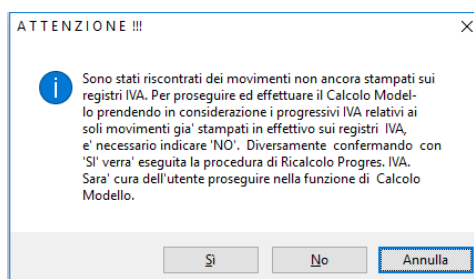 A T T E N Z I O N E !!!
Sono stati riscontrati dei movimenti non ancora stampati sui
registri IVA. Per proseguire ed effettuare il Calcolo Model-
lo prendendo in considerazione i progressivi IVA relativi ai
soli movimenti gia' stampati in effettivo sui registri IVA,
e' necessario indicare 'NO'. Diversamente confermando con
'SI' verra' eseguita la procedura di Ricalcolo Progres. IVA.
Sara' cura dell'utente proseguire nella funzione di Calcolo
Modello.
Sì No Annulla